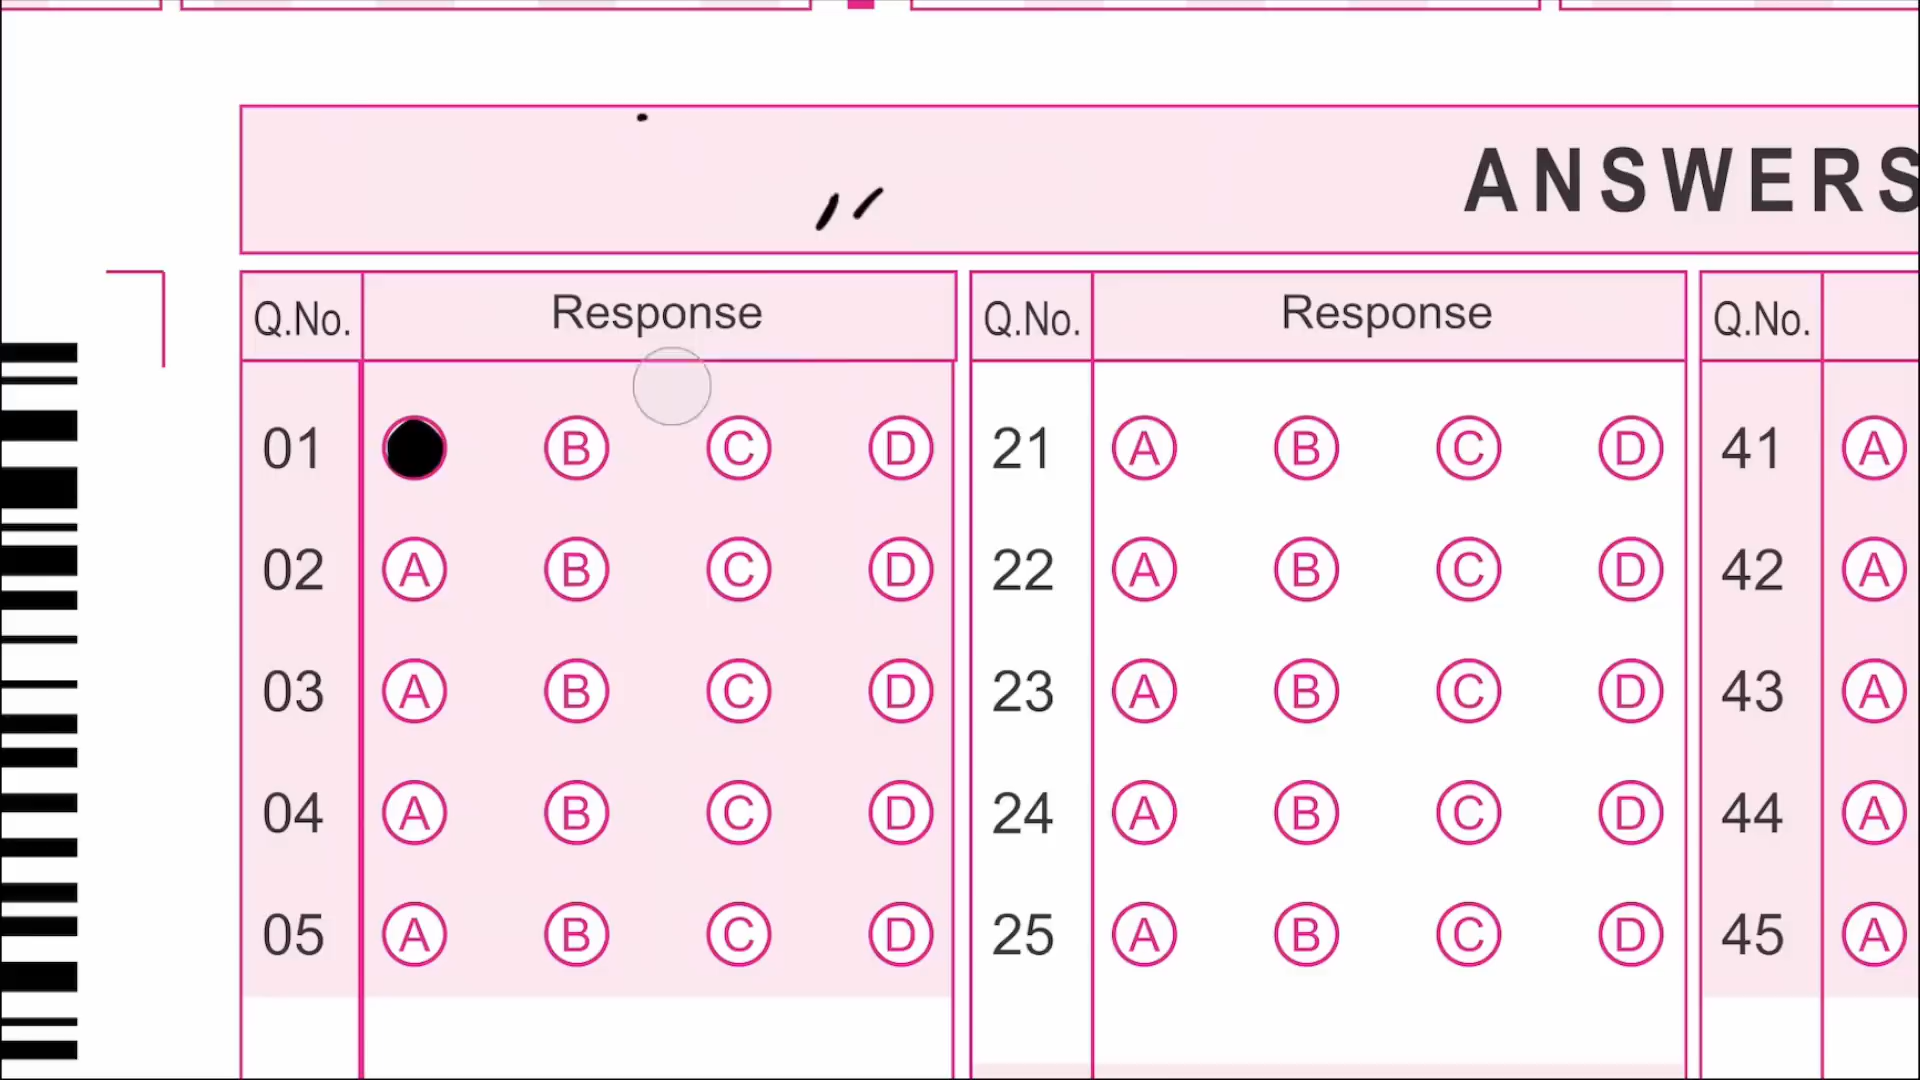 ANSWERS
Q.No. Response Q.No. Response Q.No.
01 B C D 21 A B C D 41 A
02 A B C D 22 A B C D 42 A
03 A B C D 23 A B C D 43 A
04 A B C D 24 A B C D 44 A
05 A B C D 25 A B C D 45 A